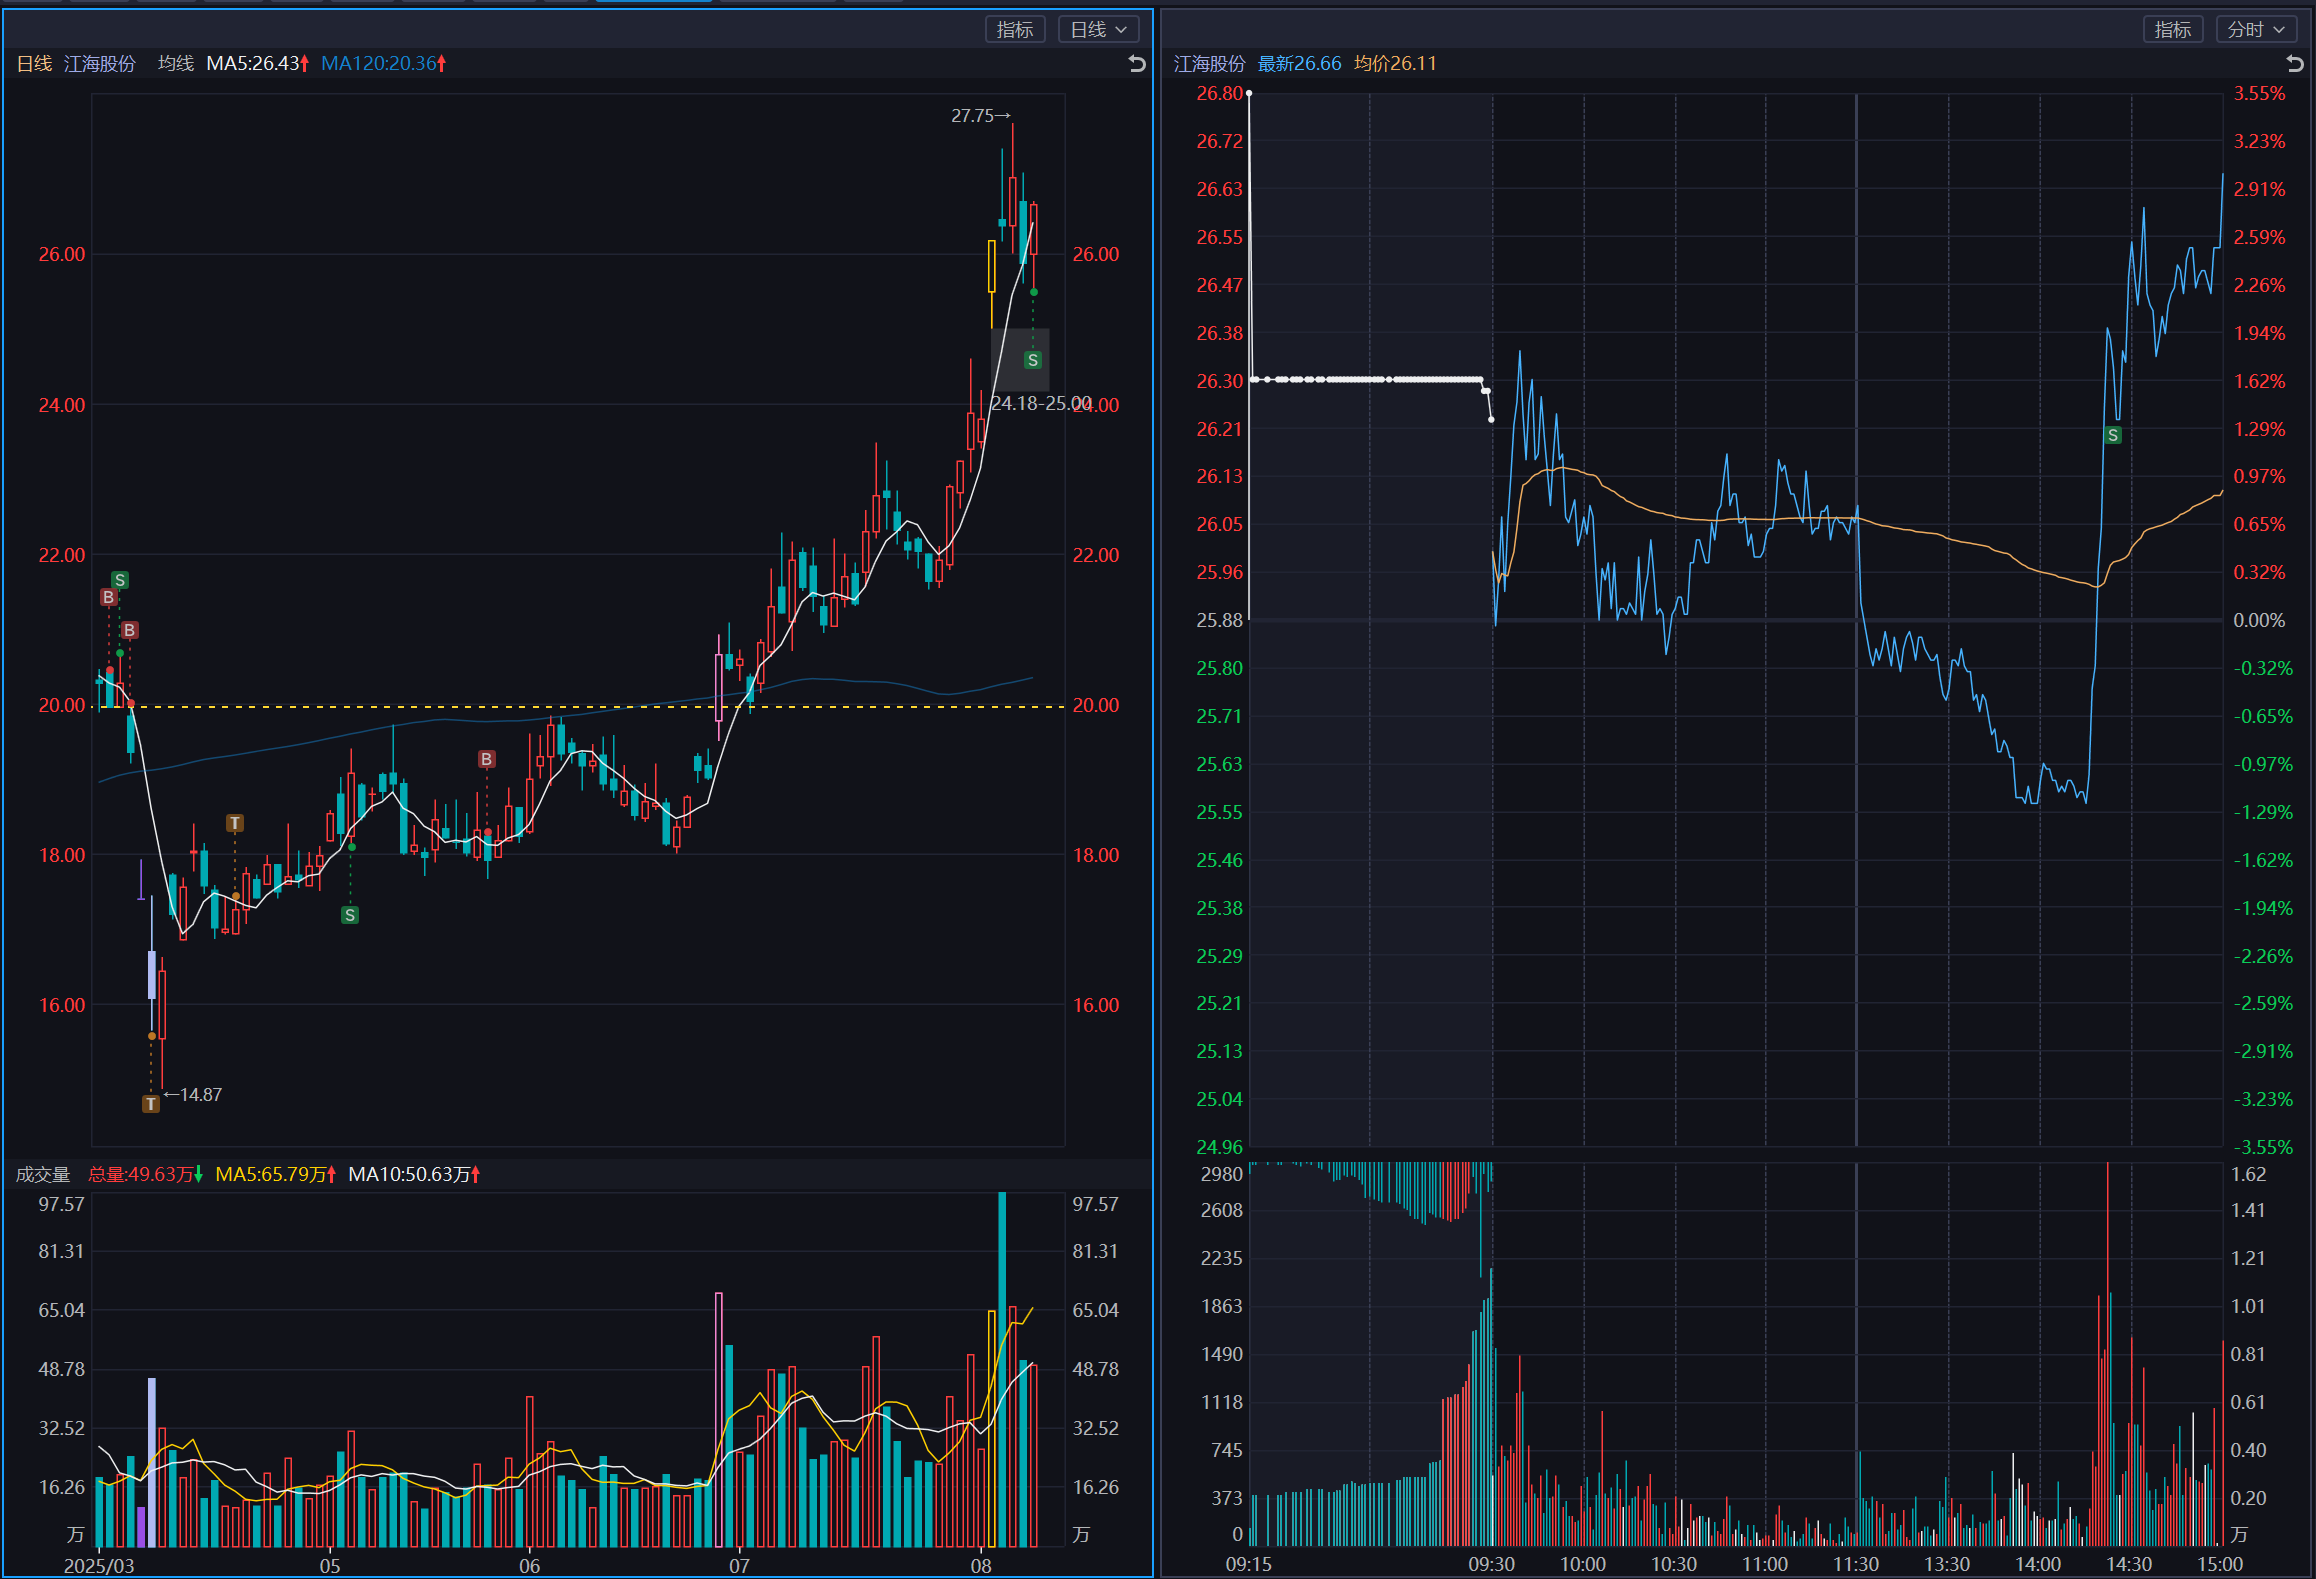 指标 日线
日线 江海股份 均线 MA5:26.43 MA120:20.36
27.75→
26.00 26.00
24.18-25.00
24.00 24.00
22.00 22.00
S
B
B
20.00 20.00
B
T
18.00 18.00
S
S
16.00 16.00
←14.87
T
成交量 总量:49.63万 MA5:65.79万 MA10:50.63万
97.57 97.57
81.31 81.31
65.04 65.04
48.78 48.78
32.52 32.52
16.26 16.26
万 万
2025/03 05 06 07 08
指标 分时
江海股份 最新26.66 均价26.11
26.80 3.55%
26.72 3.23%
26.63 2.91%
26.55 2.59%
26.47 2.26%
26.38 1.94%
26.30 1.62%
26.21 1.29%
S
26.13 0.97%
26.05 0.65%
25.96 0.32%
25.88 0.00%
25.80 -0.32%
25.71 -0.65%
25.63 -0.97%
25.55 -1.29%
25.46 -1.62%
25.38 -1.94%
25.29 -2.26%
25.21 -2.59%
25.13 -2.91%
25.04 -3.23%
24.96 -3.55%
2980 1.62
2608 1.41
2235 1.21
1863 1.01
1490 0.81
1118 0.61
745 0.40
373 0.20
0 万
09:15 09:30 10:00 10:30 11:00 11:30 13:30 14:00 14:30 15:00